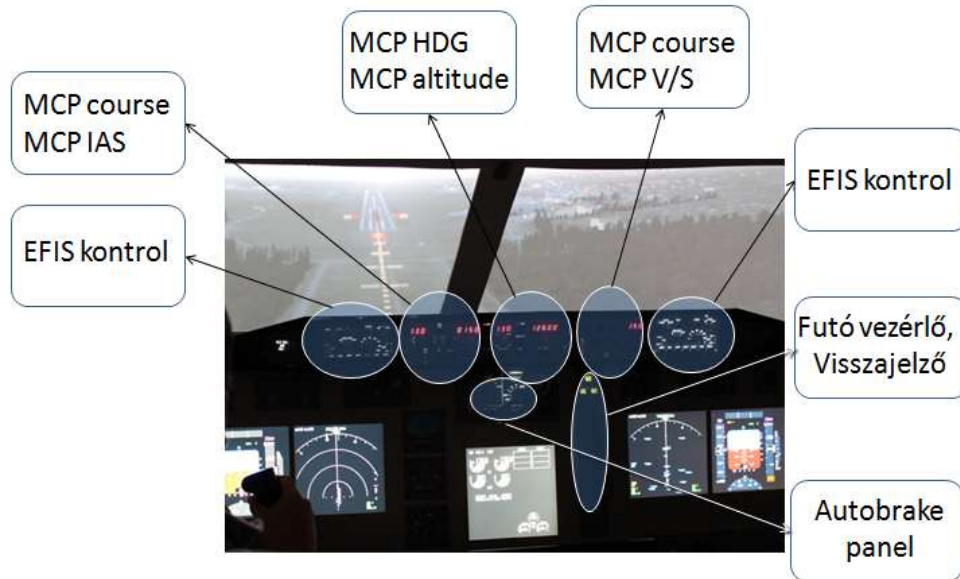 MCP HDG
MCP altitude
MCP course
MCP V/S
MCP course
MCP IAS
EFIS kontrol
EFIS kontrol
Futó vezérlő,
Visszajelző
Autobrake
panel